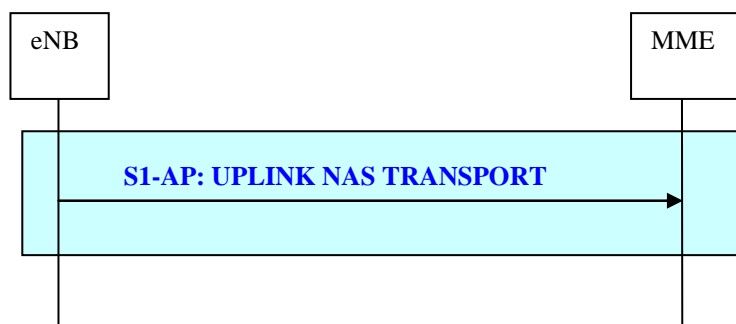 eNB
MME
S1-AP: UPLINK NAS TRANSPORT